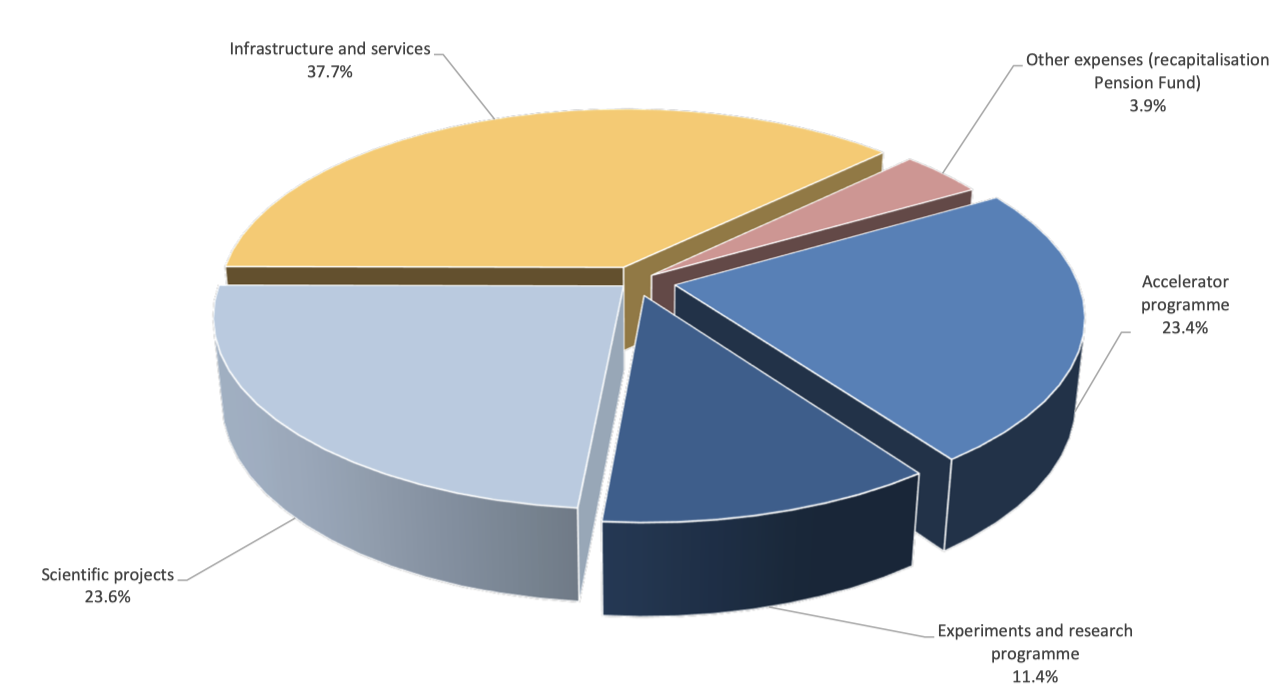 Infrastructure and services
37.7%
Other expenses (recapitalisation
Pension Fund)
3.9%
Accelerator
programme
23.4%
Scientific projects
23.6%
Experiments and research
programme
11.4%